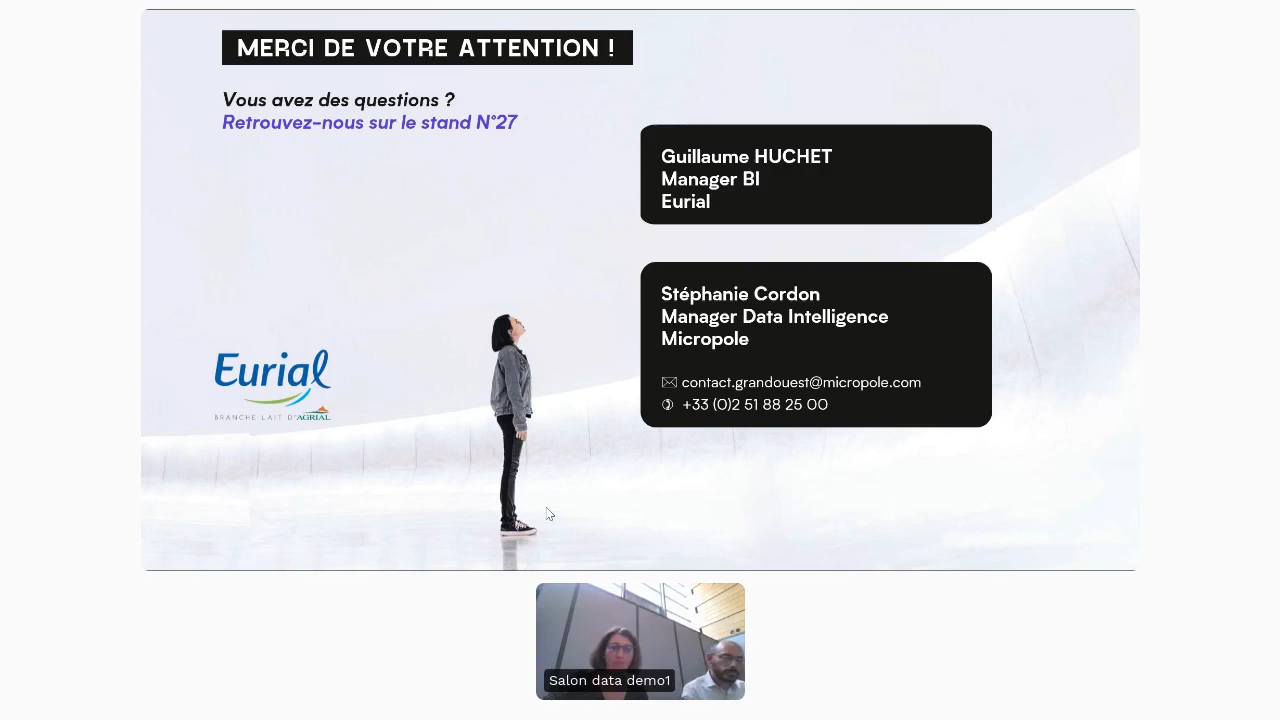 MERCI DE VOTRE ATTENTION !
Vous avez des questions ?
Retrouvez-nous sur le stand N°27
Guillaume HUCHET
Manager BI
Eurial
Stéphanie Cordon
Manager Data Intelligence
Micropole
contact.grandouest@micropole.com
+33 (0)2 51 88 25 00
Eurial
BRANCHE LAIT D'AGRIAL
Salon data demo1